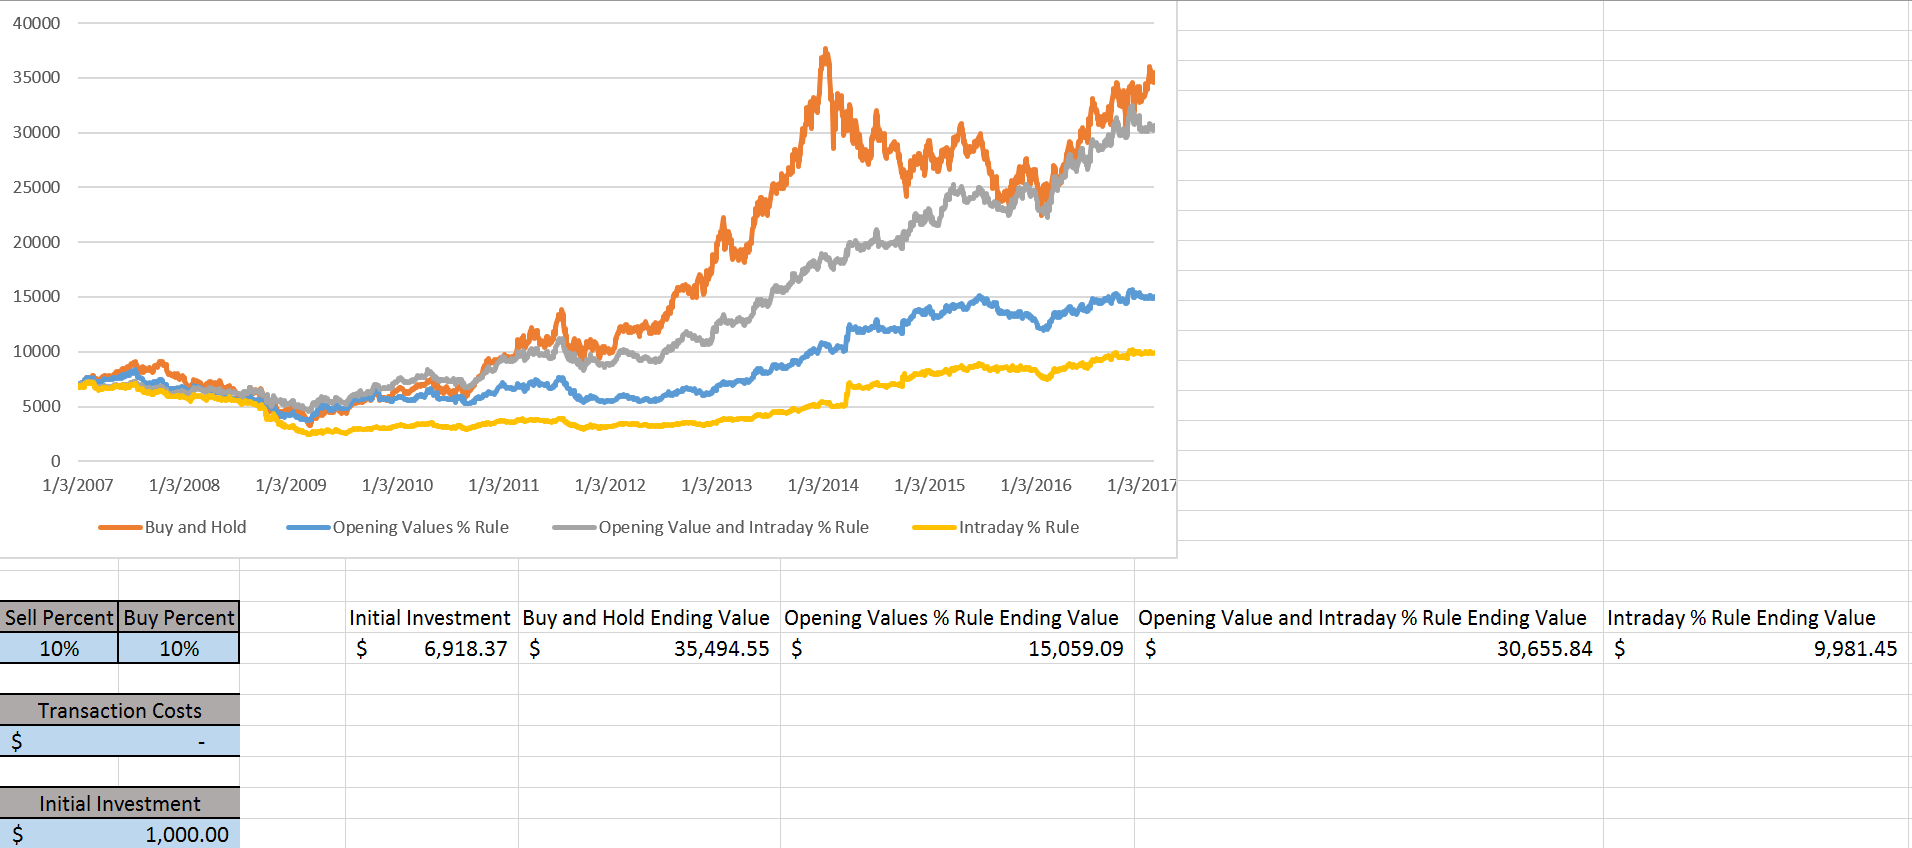 40000
35000
30000
25000
20000
15000
10000
5000
0
1/3/2007 1/3/2008 1/3/2009 1/3/2010 1/3/2011 1/3/2012 1/3/2013 1/3/2014 1/3/2015 1/3/2016 1/3/2017
Buy and Hold Opening Values % Rule Opening Value and Intraday % Rule Intraday % Rule
Sell Percent Buy Percent Initial Investment Buy and Hold Ending Value Opening Values % Rule Ending Value Opening Value and Intraday % Rule Ending Value Intraday % Rule Ending Value
10% 10% $ 6,918.37 $ 35,494.55 $ 15,059.09 $ 30,655.84 $ 9,981.45
Transaction Costs
$ -
Initial Investment
$ 1,000.00